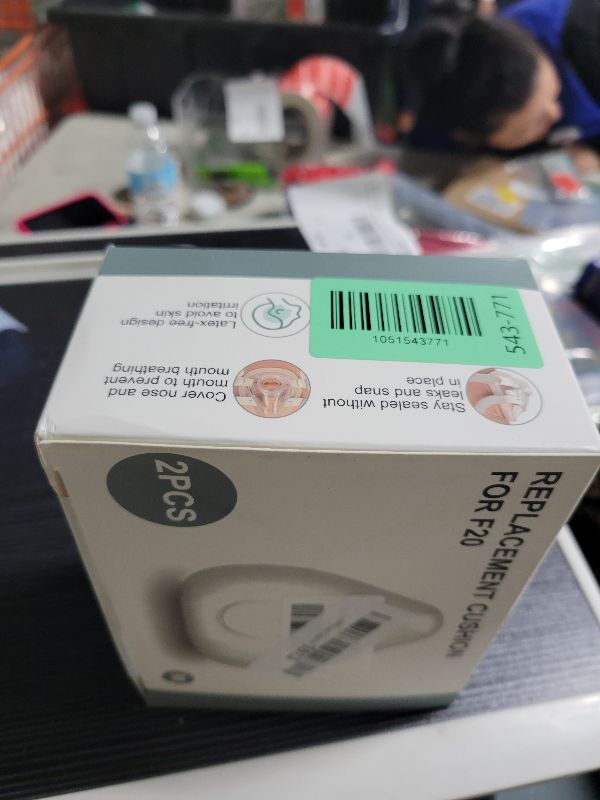 Latex-free design
to avoid skin
irritation
Cover nose and
mouth to prevent
mouth breathing
Stay sealed without
leaks and snap
in place
1051543771
543-771
REPLACEMENT CUSHION
FOR F20
2PCS